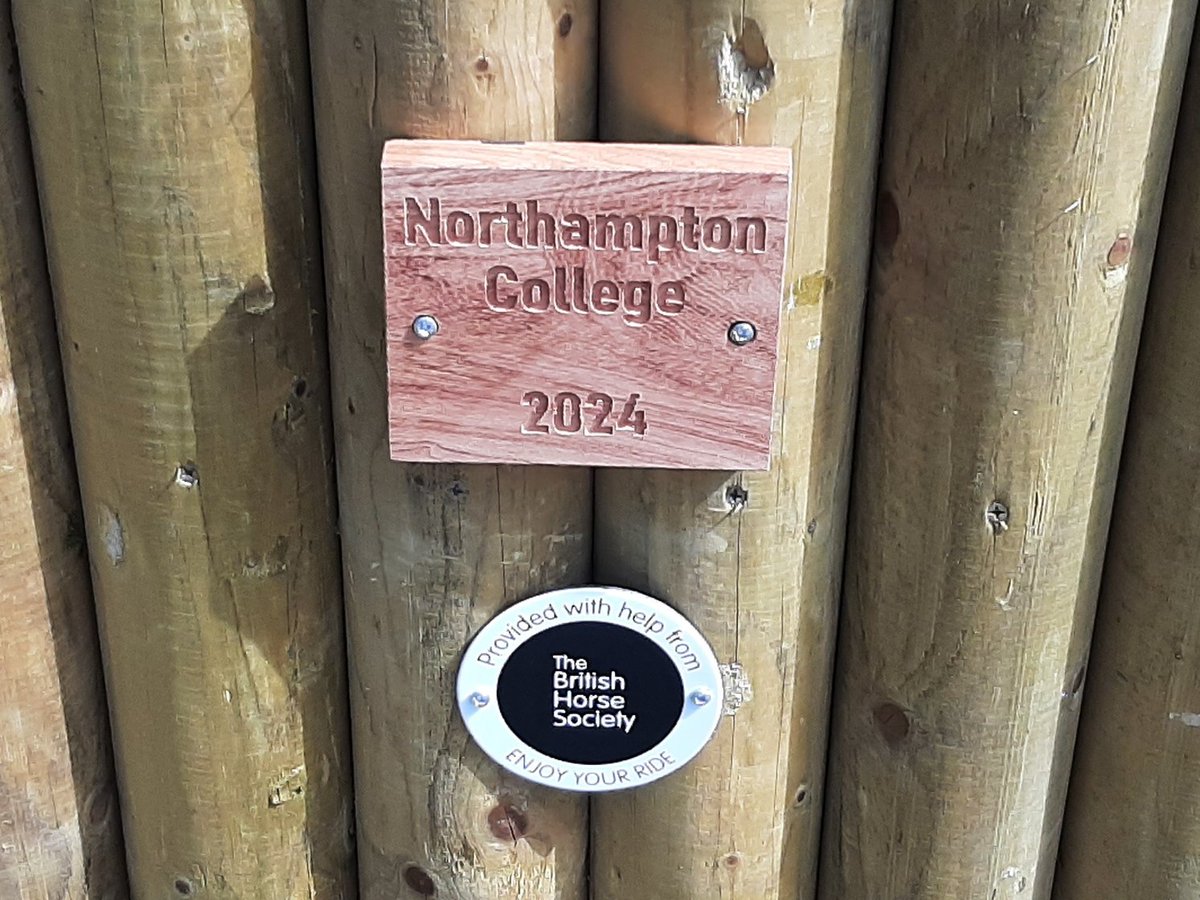 Northampton
College
2024
Provided with help from
The
British
Horse
Society
ENJOY YOUR RIDE